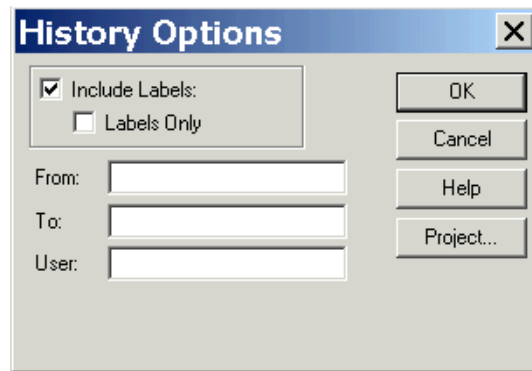 History Options
Include Labels:
Labels Only
From:
To:
User:
OK
Cancel
Help
Project...